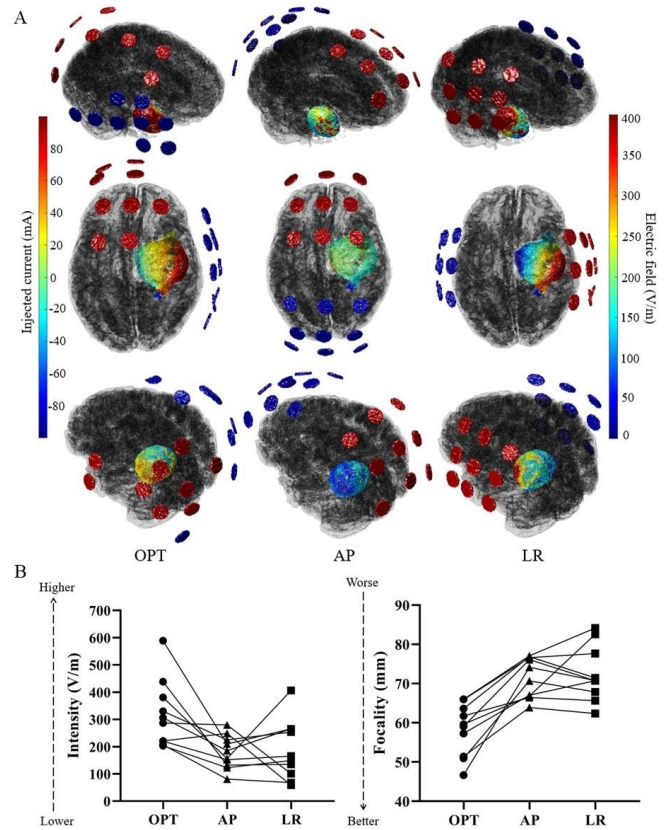 A
Injected current (mA)
80
60
40
20
0
-20
-40
-60
-80
400
350
300
250
200
150
100
50
0
Electric field (V/m)
OPT AP LR
B
Higher
Lower
Intensity (V/m)
700
600
500
400
300
200
100
0
OPT AP LR
Worse
Better
Focality (mm)
90
80
70
60
50
40
OPT AP LR